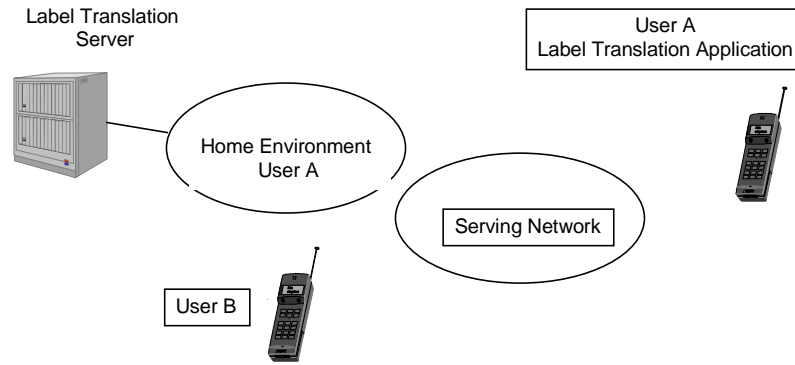 Label Translation
Server
User A
Label Translation Application
Home Environment
User A
Serving Network
User B